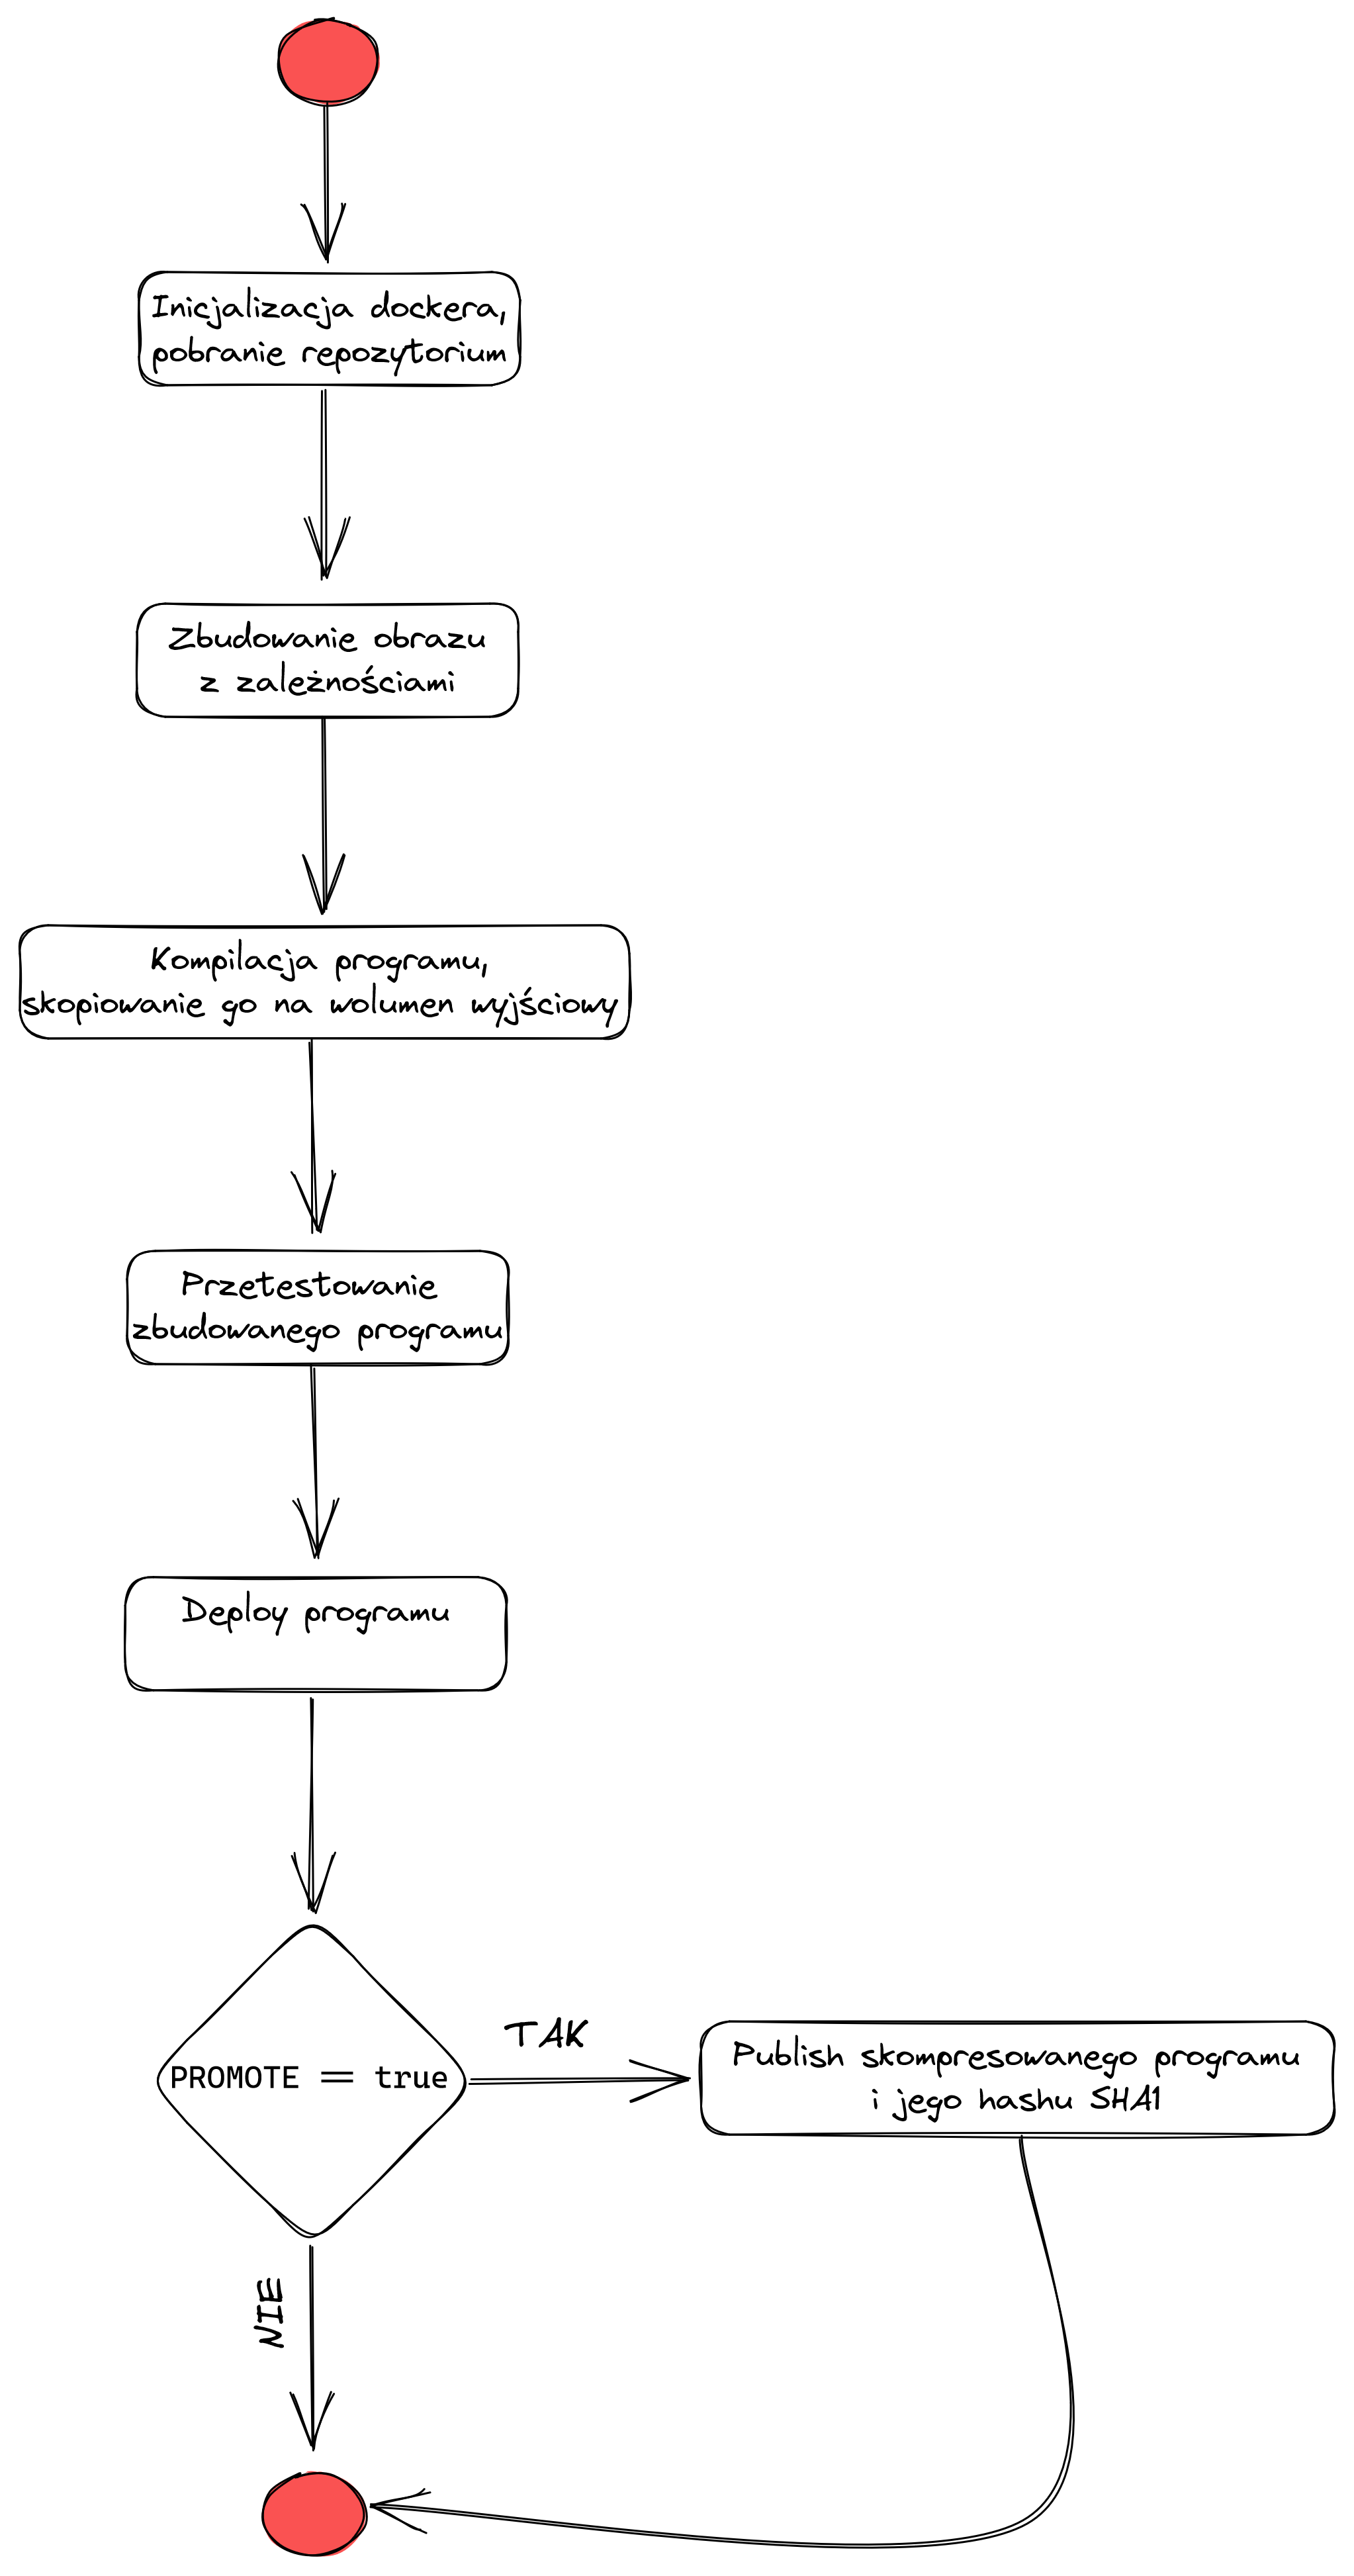 Inicjalizacja dockera,
pobranie repozytorium
Zbudowanie obrazu
z zależnościami
Kompilacja programu,
skopiowanie go na wolumen wyjściowy
Przetestowanie
zbudowanego programu
Deploy programu
PROMOTE == true
TAK
Publish skompresowanego programu
i jego hashu SHA1
NIE